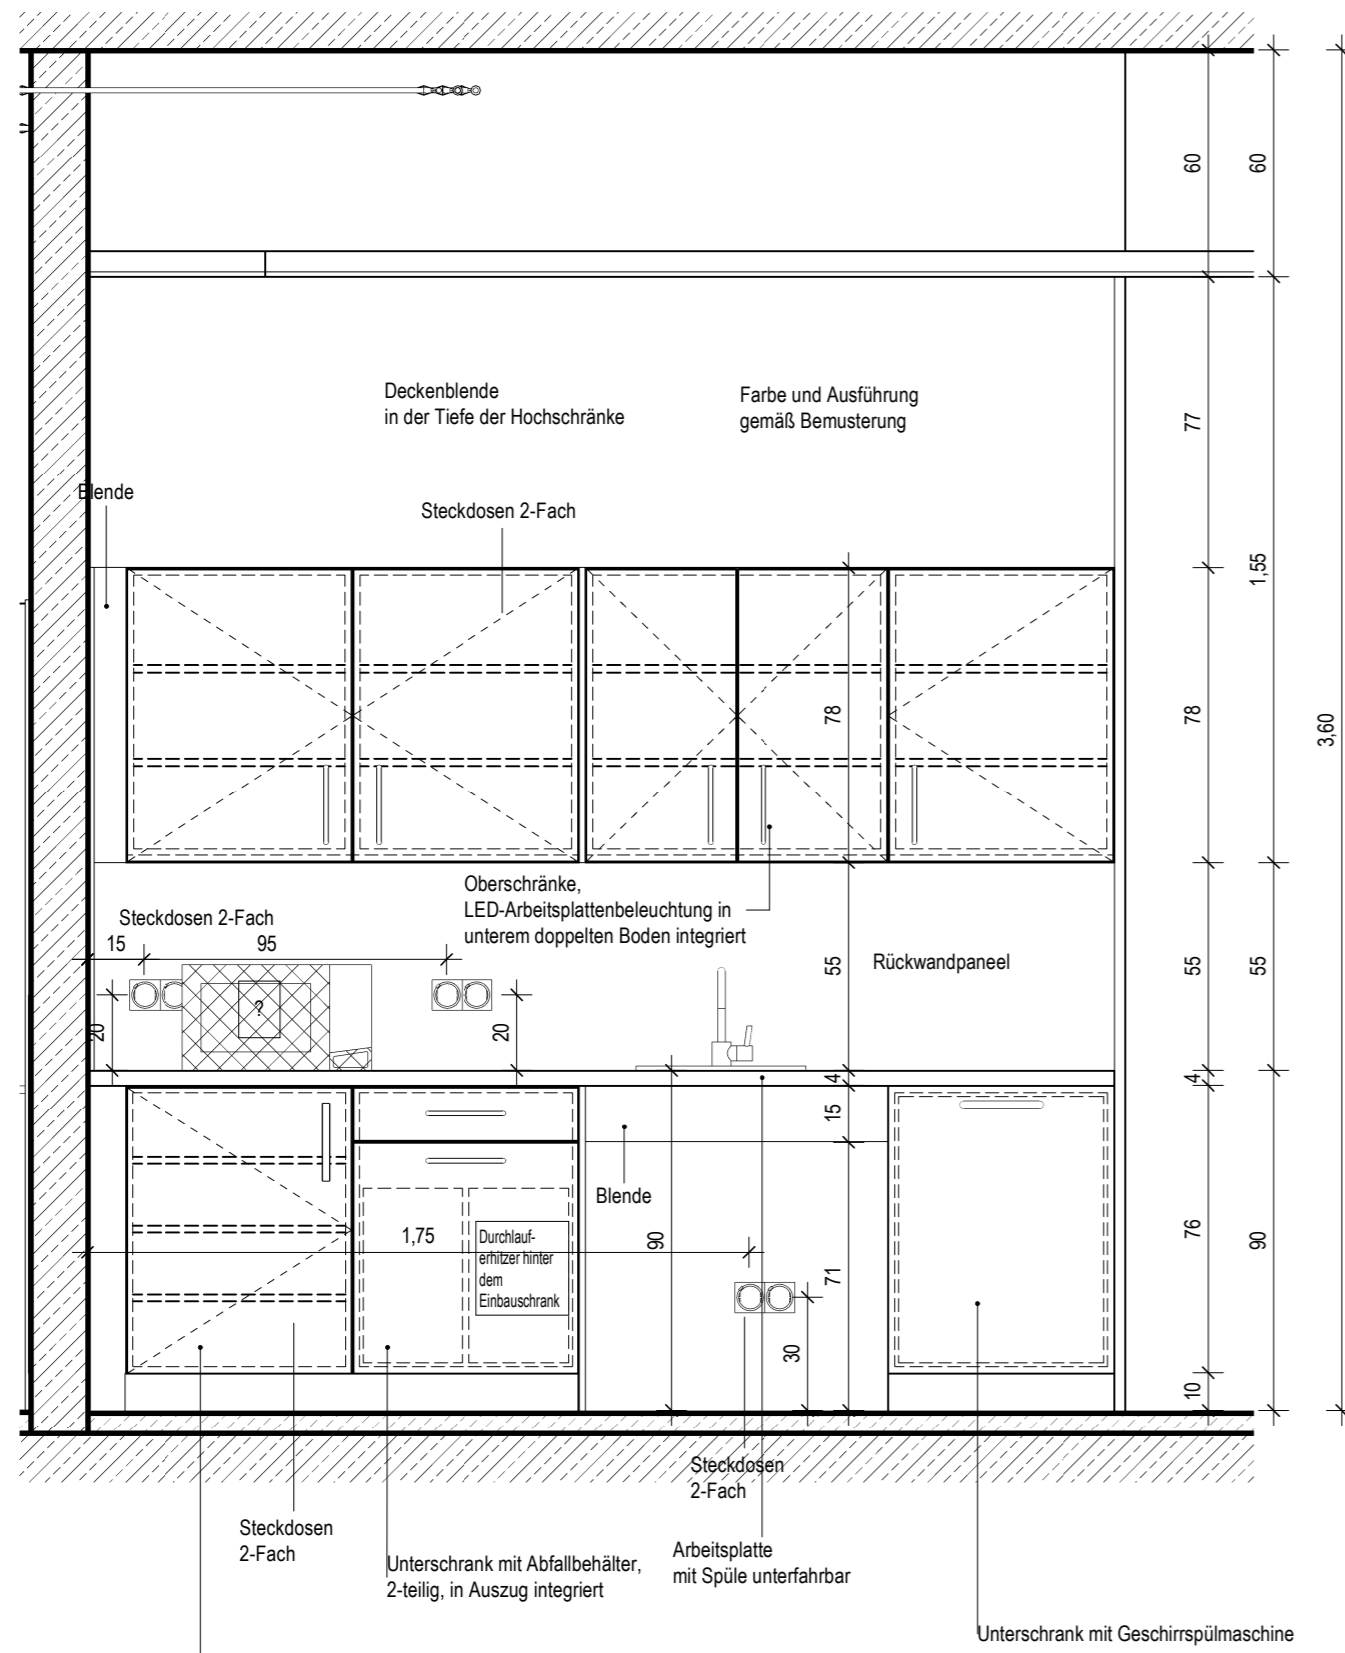 60
60
Deckenblende
in der Tiefe der Hochschränke
Farbe und Ausführung
gemäß Bemusterung
77
Blende
Steckdosen 2-Fach
1,55
78
78
3,60
Oberschränke,
LED-Arbeitsplattenbeleuchtung in
unterem doppelten Boden integriert
Steckdosen 2-Fach
15
95
Rückwandpaneel
55
55
55
?
20
20
4
4
15
Blende
1,75
Durchlauf-
erhitzer hinter
dem
Einbauschrank
90
71
76
90
30
10
Steckdosen
2-Fach
Steckdosen
2-Fach
Unterschrank mit Abfallbehälter,
2-teilig, in Auszug integriert
Arbeitsplatte
mit Spüle unterfahrbar
Unterschrank mit Geschirrspülmaschine